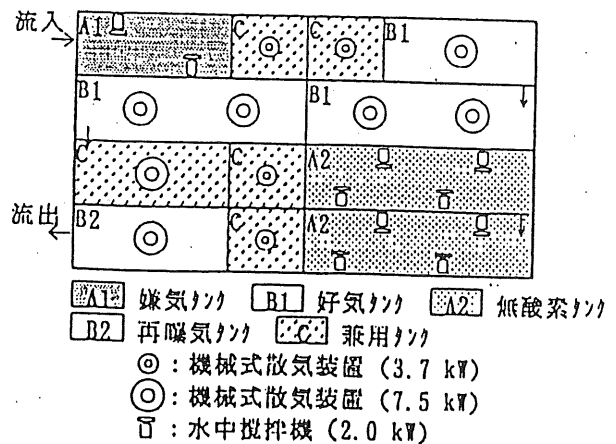 流入 A1 C C B1
B1 B1
C C A2
流出 B2 C A2
A1 嫌気タンク B1 好気タンク A2 無酸素タンク
B2 再曝気タンク C 兼用タンク
◎：機械式散気装置 (3.7 kW)
◎：機械式散気装置 (7.5 kW)
：水中撹拌機 (2.0 kW)